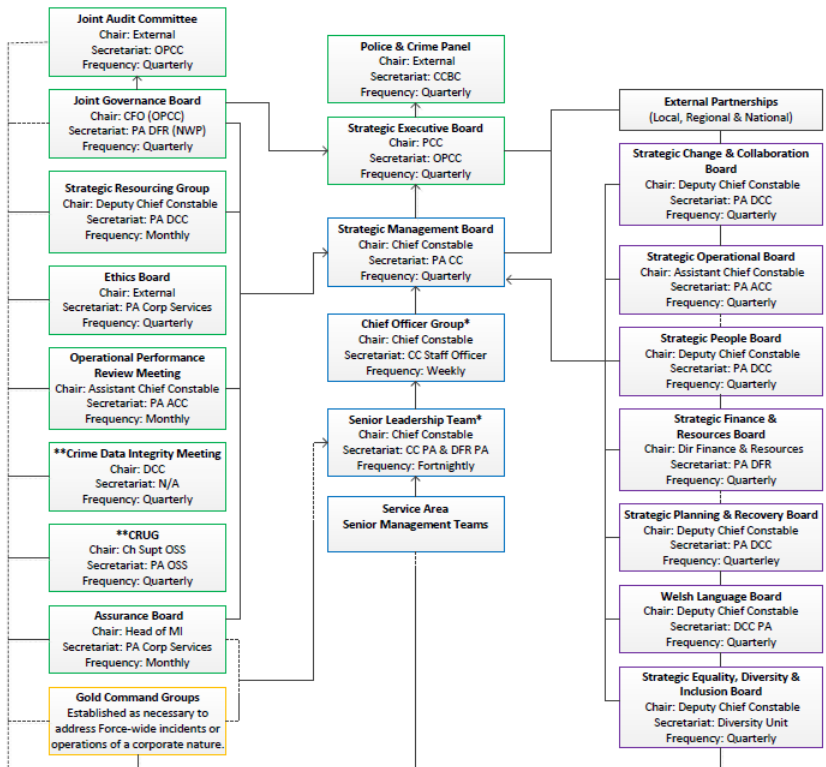 Joint Audit Committee
Chair: External
Secretariat: OPCC
Frequency: Quarterly
Joint Governance Board
Chair: CFO (OPCC)
Secretariat: PA DFR (NWP)
Frequency: Quarterly
Strategic Resourcing Group
Chair: Deputy Chief Constable
Secretariat: PA DCC
Frequency: Monthly
Ethics Board
Chair: External
Secretariat: PA Corp Services
Frequency: Quarterly
Operational Performance
Review Meeting
Chair: Assistant Chief Constable
Secretariat: PA ACC
Frequency: Monthly
**Crime Data Integrity Meeting
Chair: DCC
Secretariat: N/A
Frequency: Quarterly
**CRUG
Chair: Ch Supt OSS
Secretariat: PA OSS
Frequency: Quarterly
Assurance Board
Chair: Head of MI
Secretariat: PA Corp Services
Frequency: Monthly
Gold Command Groups
Established as necessary to
address Force-wide incidents or
operations of a corporate nature.
Police & Crime Panel
Chair: External
Secretariat: CCBC
Frequency: Quarterly
Strategic Executive Board
Chair: PCC
Secretariat: OPCC
Frequency: Quarterly
Strategic Management Board
Chair: Chief Constable
Secretariat: PA CC
Frequency: Quarterly
Chief Officer Group*
Chair: Chief Constable
Secretariat: CC Staff Officer
Frequency: Weekly
Senior Leadership Team*
Chair: Chief Constable
Secretariat: CC PA & DFR PA
Frequency: Fortnightly
Service Area
Senior Management Teams
External Partnerships
(Local, Regional & National)
Strategic Change & Collaboration
Board
Chair: Deputy Chief Constable
Secretariat: PA DCC
Frequency: Quarterly
Strategic Operational Board
Chair: Assistant Chief Constable
Secretariat: PA ACC
Frequency: Quarterly
Strategic People Board
Chair: Deputy Chief Constable
Secretariat: PA DCC
Frequency: Quarterly
Strategic Finance &
Resources Board
Chair: Dir Finance & Resources
Secretariat: PA DFR
Frequency: Quarterly
Strategic Planning & Recovery Board
Chair: Deputy Chief Constable
Secretariat: PA DCC
Frequency: Quarterley
Welsh Language Board
Chair: Deputy Chief Constable
Secretariat: DCC PA
Frequency: Quarterly
Strategic Equality, Diversity &
Inclusion Board
Chair: Deputy Chief Constable
Secretariat: Diversity Unit
Frequency: Quarterly